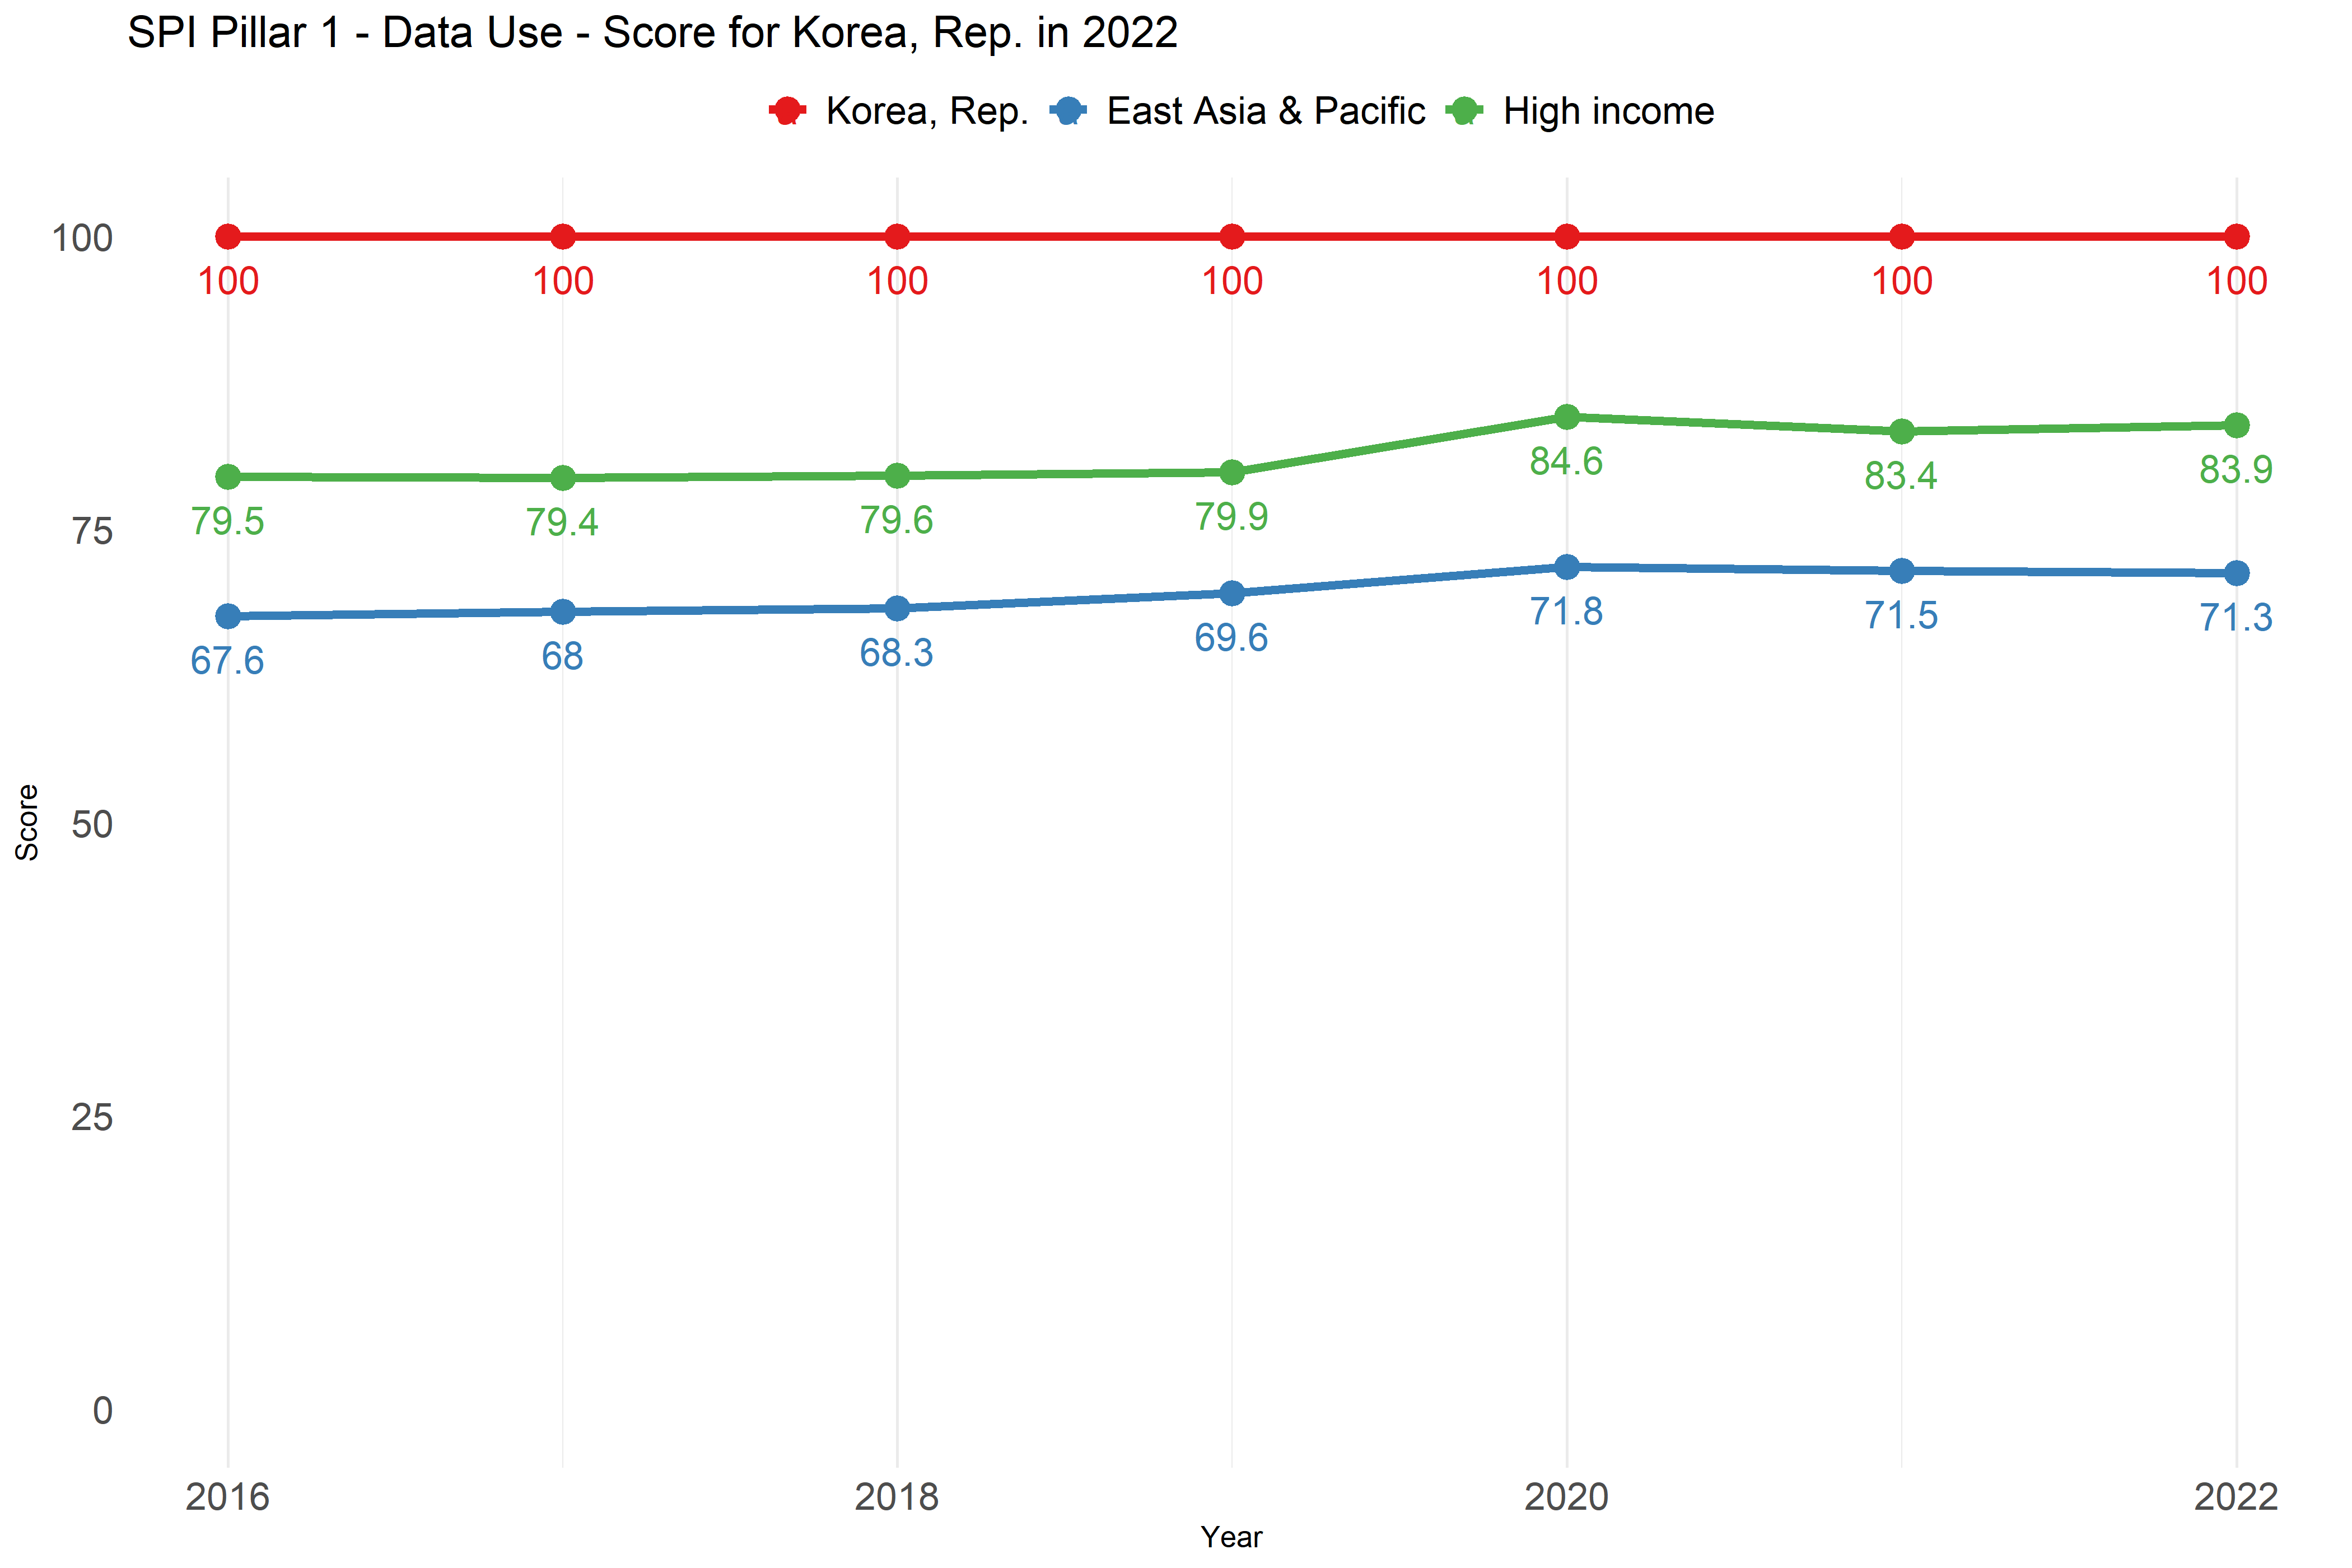 SPI Pillar 1 - Data Use - Score for Korea, Rep. in 2022
Korea, Rep. East Asia & Pacific High income
100
100 100 100 100 100 100 100
84.6 83.4 83.9
79.5 79.4 79.6 79.9
75
71.8 71.5 71.3
67.6 68 68.3 69.6
Score
50
25
0
2016 2018 2020 2022
Year